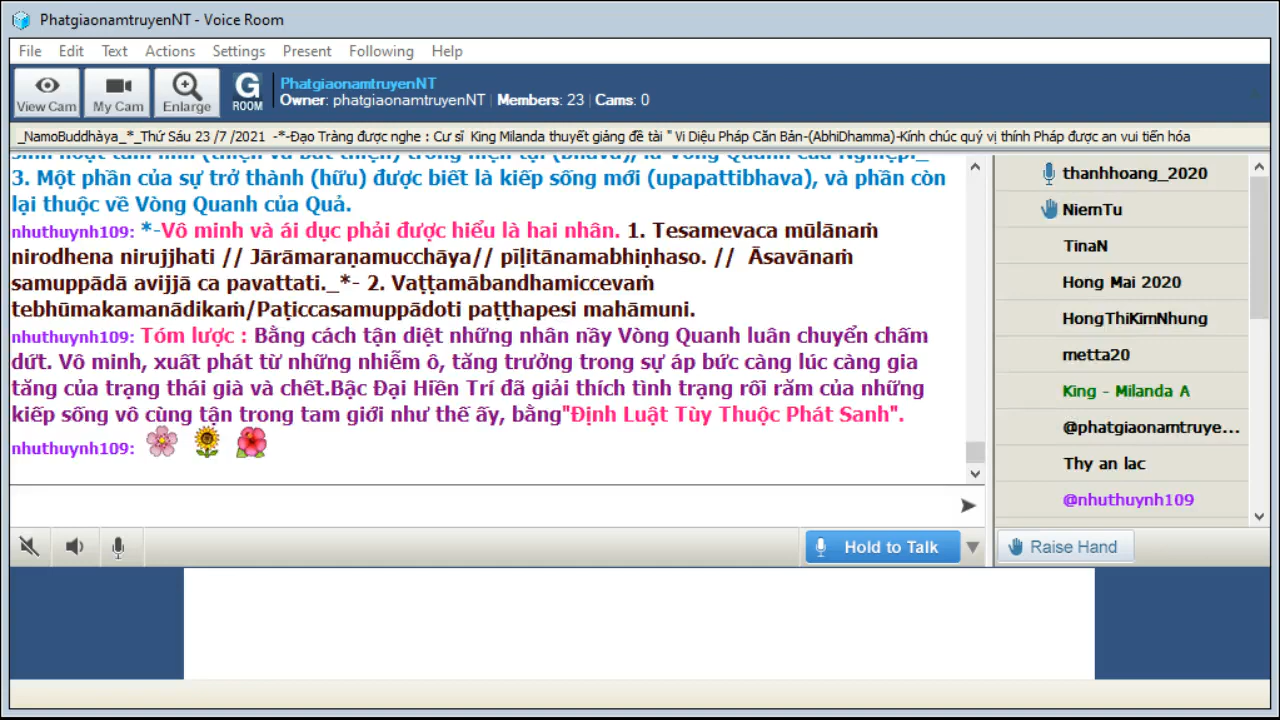 PhatgiaonamtruyenNT - Voice Room
File Edit Text Actions Settings Present Following Help
View Cam My Cam Enlarge G ROOM
PhatgiaonamtruyenNT
Owner: phatgiaonamtruyenNT | Members: 23 | Cams: 0
_NamoBuddhàya_*_Thứ Sáu 23 /7 /2021 -*-Đạo Tràng được nghe : Cư sĩ King Milanda thuyết giảng đề tài " Vi Diệu Pháp Căn Bản-(AbhiDhamma)-Kính chúc quý vị thính Pháp được an vui tiến hóa
3. Một phần của sự trở thành (hữu) được biết là kiếp sống mới (upapattibhava), và phần còn
lại thuộc về Vòng Quanh của Quả.
nhuthuynh109: *-Vô minh và ái dục phải được hiểu là hai nhân. 1. Tesamevaca mūlānaṁ
nirodhena nirujjhati // Jārāmaraṇamucchāya// pīḷitānamabhiṇhaso. // Āsavānaṁ
samuppādā avijjā ca pavattati._*- 2. Vaṭṭamābandhamiccevaṁ
tebhūmakamanādikaṁ/Paṭiccasamuppādoti paṭṭhapesi mahāmuni.
nhuthuynh109: Tóm lược : Bằng cách tận diệt những nhân nầy Vòng Quanh luân chuyển chấm
dứt. Vô minh, xuất phát từ những nhiễm ô, tăng trưởng trong sự áp bức càng lúc càng gia
tăng của trạng thái già và chết.Bậc Đại Hiền Trí đã giải thích tình trạng rối răm của những
kiếp sống vô cùng tận trong tam giới như thế ấy, bằng"Định Luật Tùy Thuộc Phát Sanh".
nhuthuynh109:
thanhhoang_2020
NiemTu
TinaN
Hong Mai 2020
HongThiKimNhung
metta20
King - Milanda A
@phatgiaonamtruye...
Thy an lac
@nhuthuynh109
Hold to Talk
Raise Hand